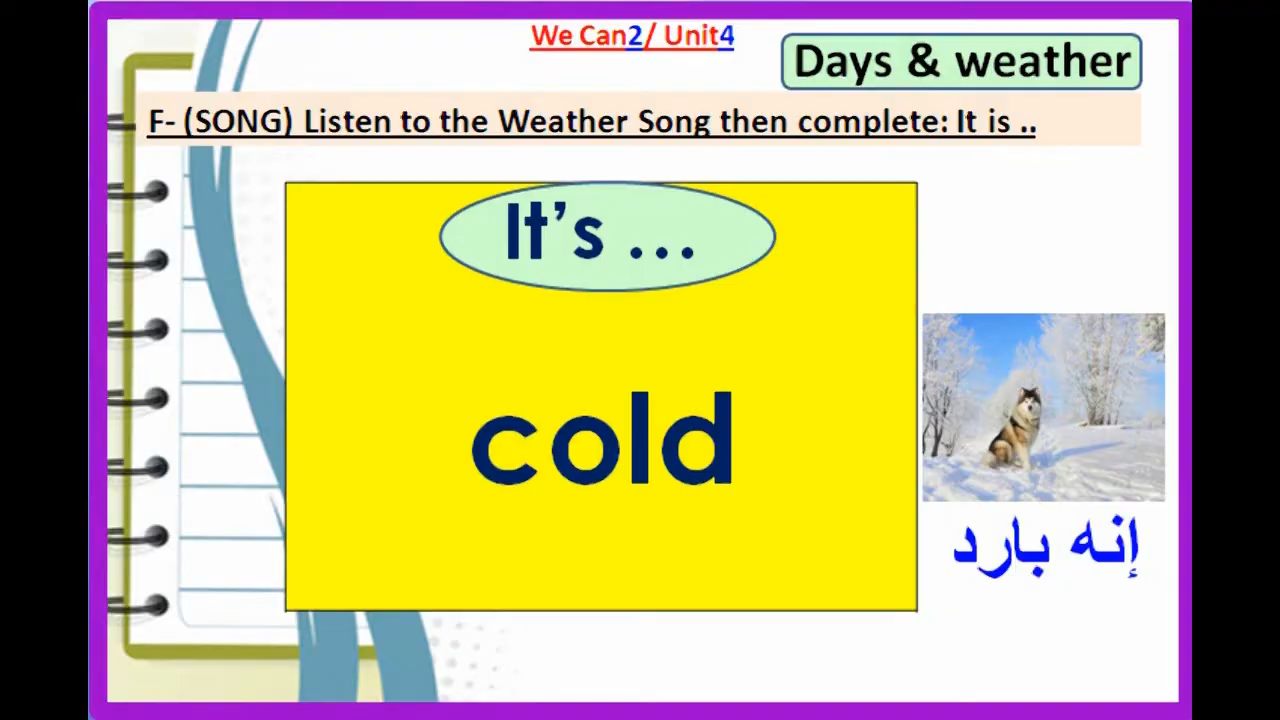 We Can2/ Unit4
Days & weather
F- (SONG) Listen to the Weather Song then complete: It is ..
It’s ...
cold
إنه بارد